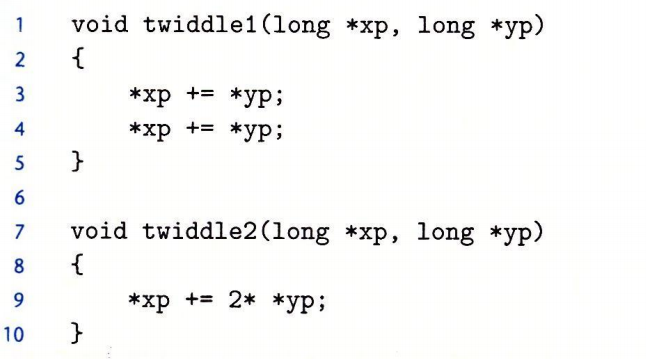 1 void twiddle1(long *xp, long *yp)
2 {
3 *xp += *yp;
4 *xp += *yp;
5 }
6
7 void twiddle2(long *xp, long *yp)
8 {
9 *xp += 2* *yp;
10 }